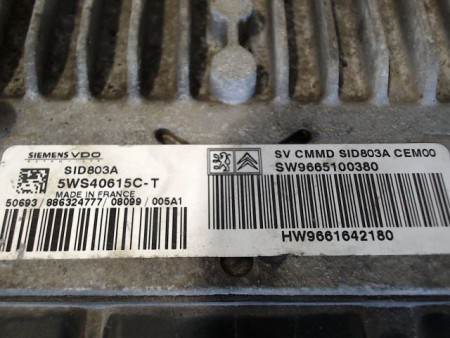 SIEMENS VDO
SID803A
5WS40615C-T
MADE IN FRANCE
50693/886324777/08099/005A1
SV CMMD SID803A CEM00
SW9665100380
HW9661642180